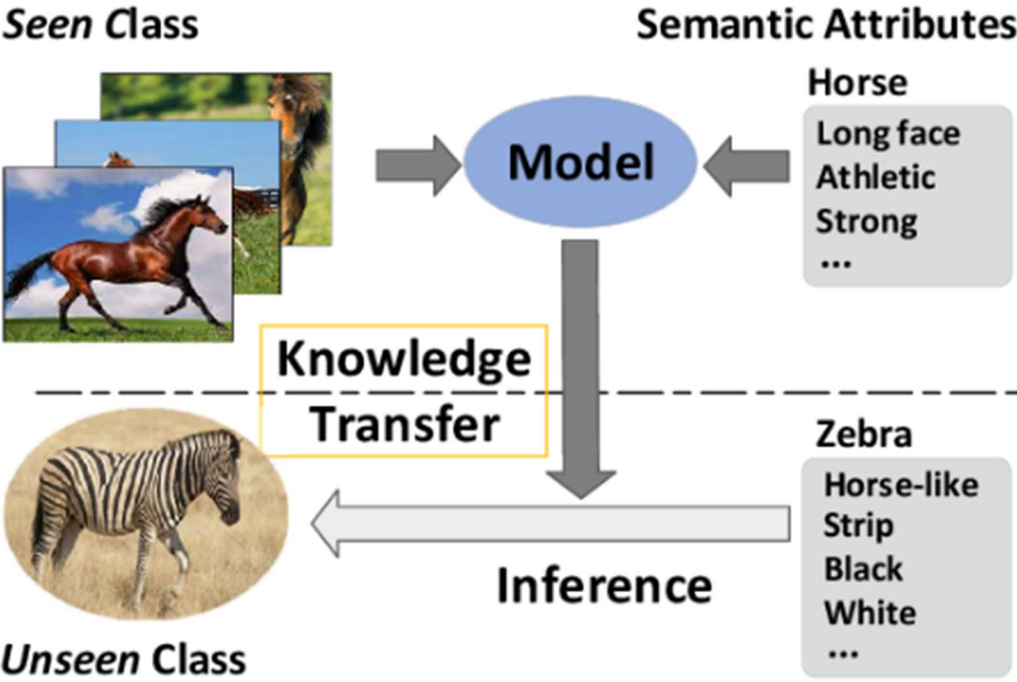 Seen Class
Semantic Attributes
Horse
Long face
Athletic
Strong
...
Model
Knowledge
Transfer
Zebra
Horse-like
Strip
Black
White
...
Inference
Unseen Class